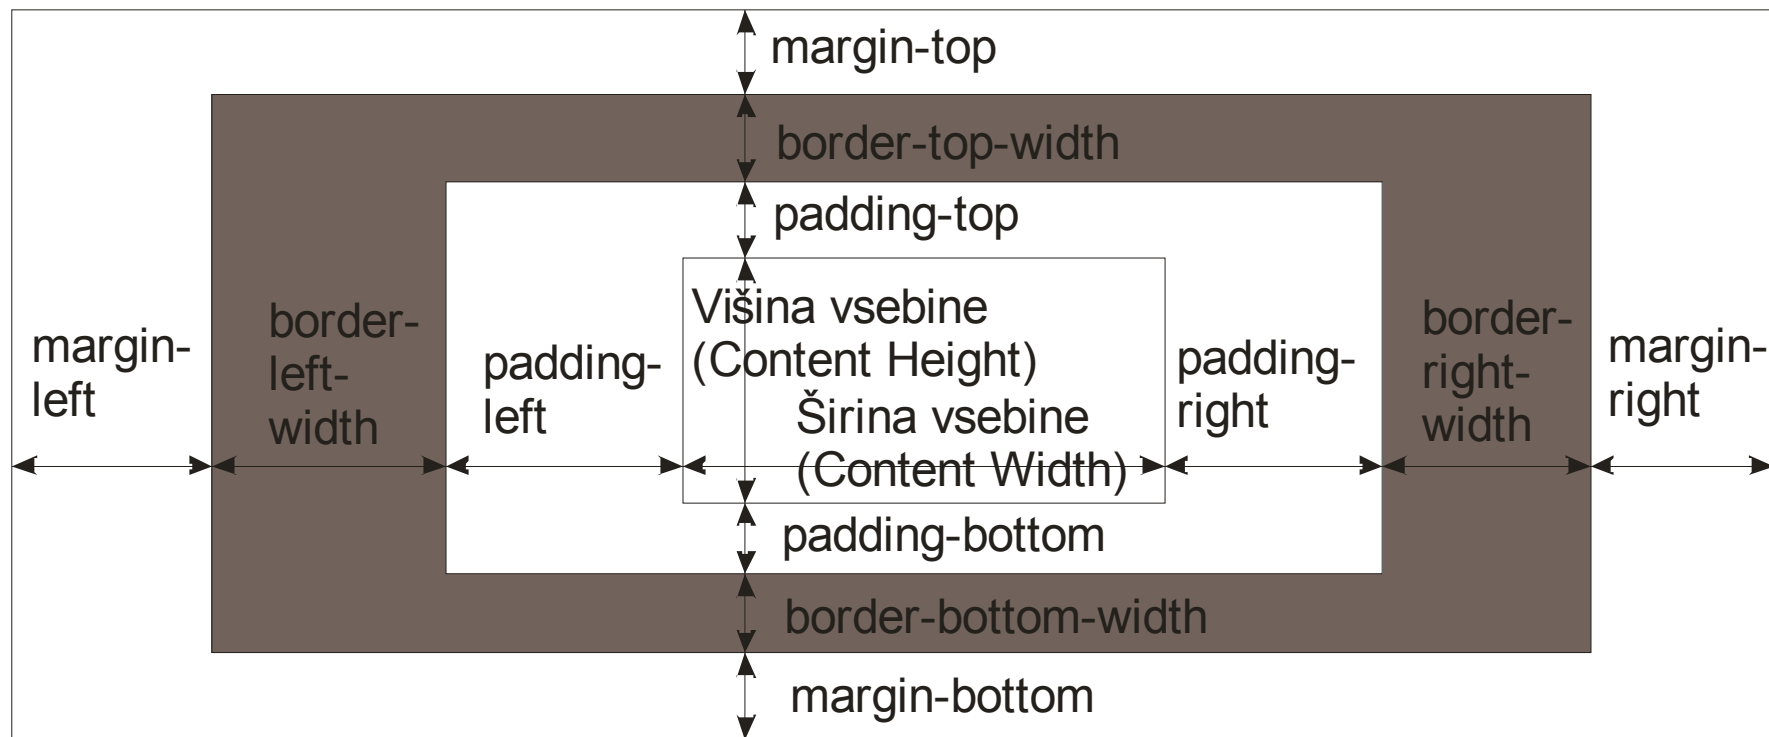 margin-top
border-top-width
padding-top
margin-
left
border-
left-
width
padding-
left
Višina vsebine
(Content Height)
Širina vsebine
(Content Width)
padding-
right
border-
right-
width
margin-
right
padding-bottom
border-bottom-width
margin-bottom